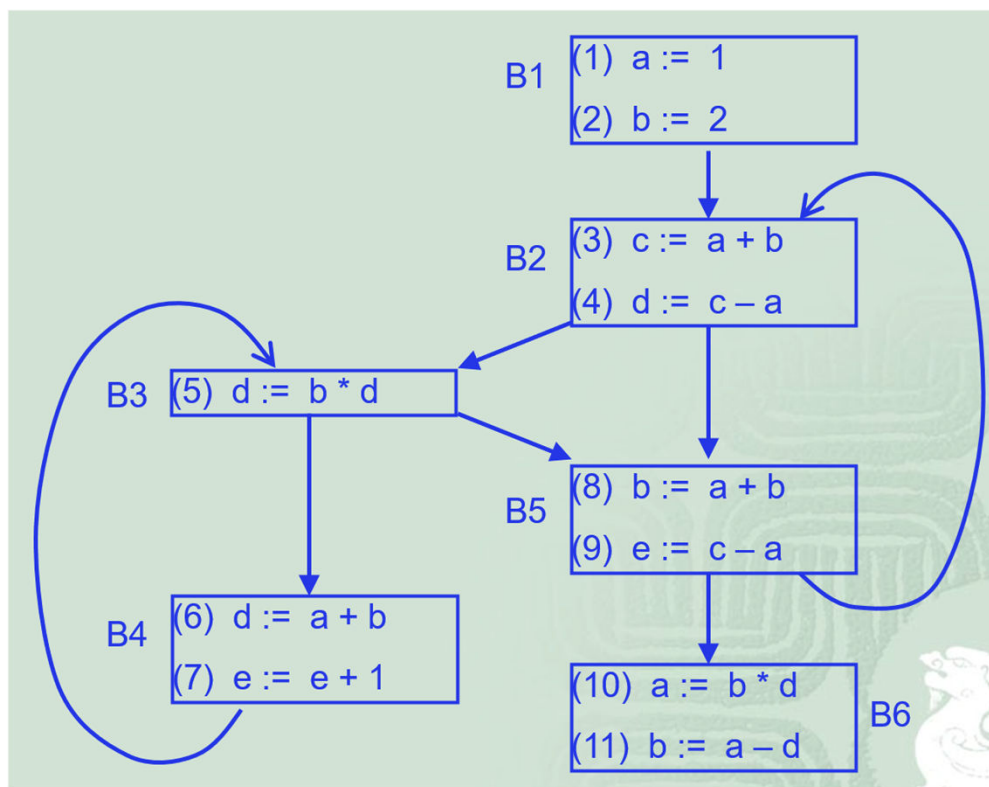 B1
(1) a := 1
(2) b := 2
B2
(3) c := a + b
(4) d := c – a
B3
(5) d := b * d
B5
(8) b := a + b
(9) e := c – a
B4
(6) d := a + b
(7) e := e + 1
(10) a := b * d
(11) b := a – d
B6